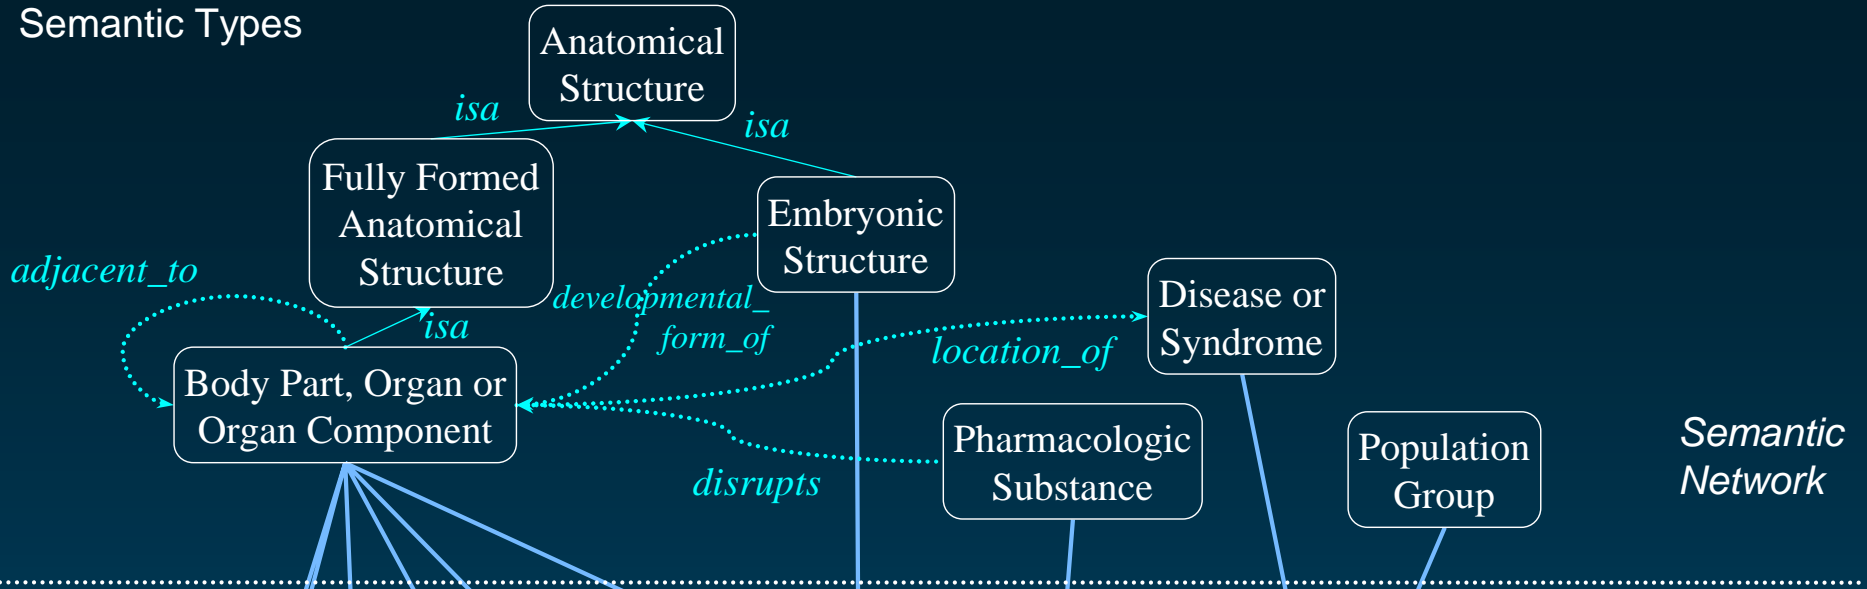 Semantic Types
Anatomical
Structure
isa
isa
Fully Formed
Anatomical
Structure
Embryonic
Structure
adjacent_to
isa
developmental_
form_of
Disease or
Syndrome
location_of
Body Part, Organ or
Organ Component
disrupts
Pharmacologic
Substance
Population
Group
Semantic
Network